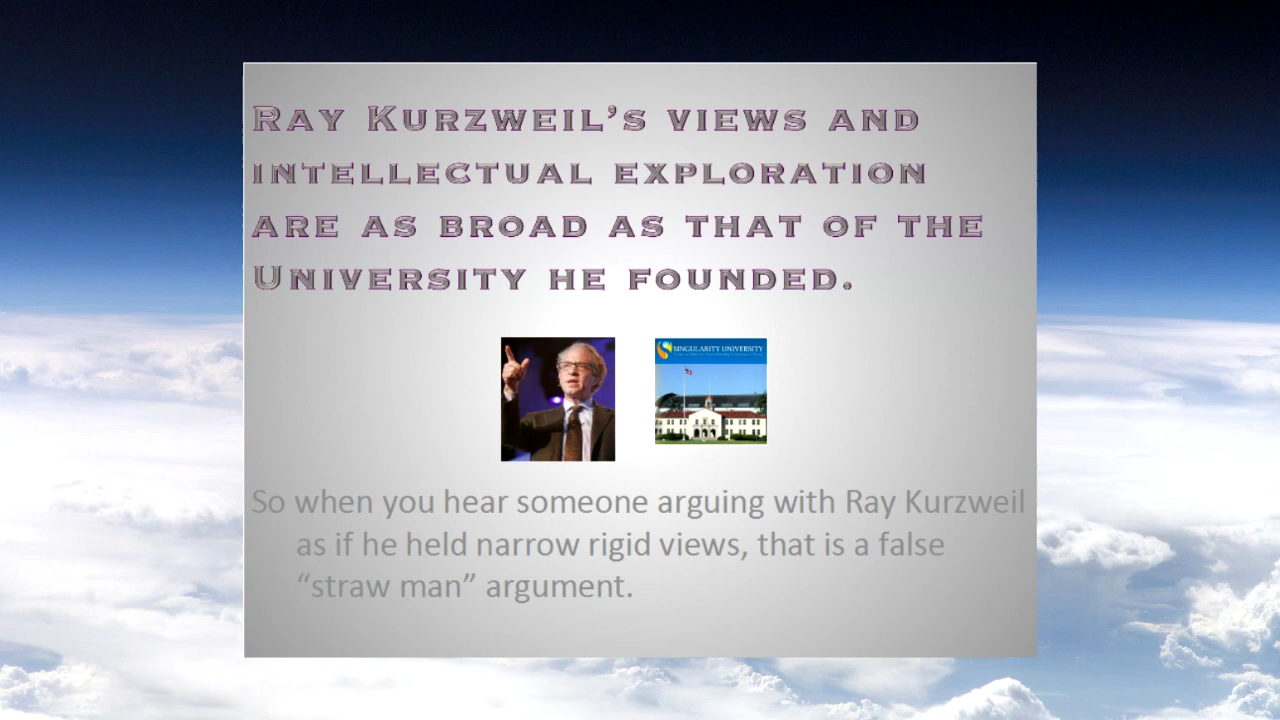 Ray Kurzweil’s views and
intellectual exploration
are as broad as that of the
University he founded.
SINGULARITY UNIVERSITY
So when you hear someone arguing with Ray Kurzweil
as if he held narrow rigid views, that is a false
“straw man” argument.